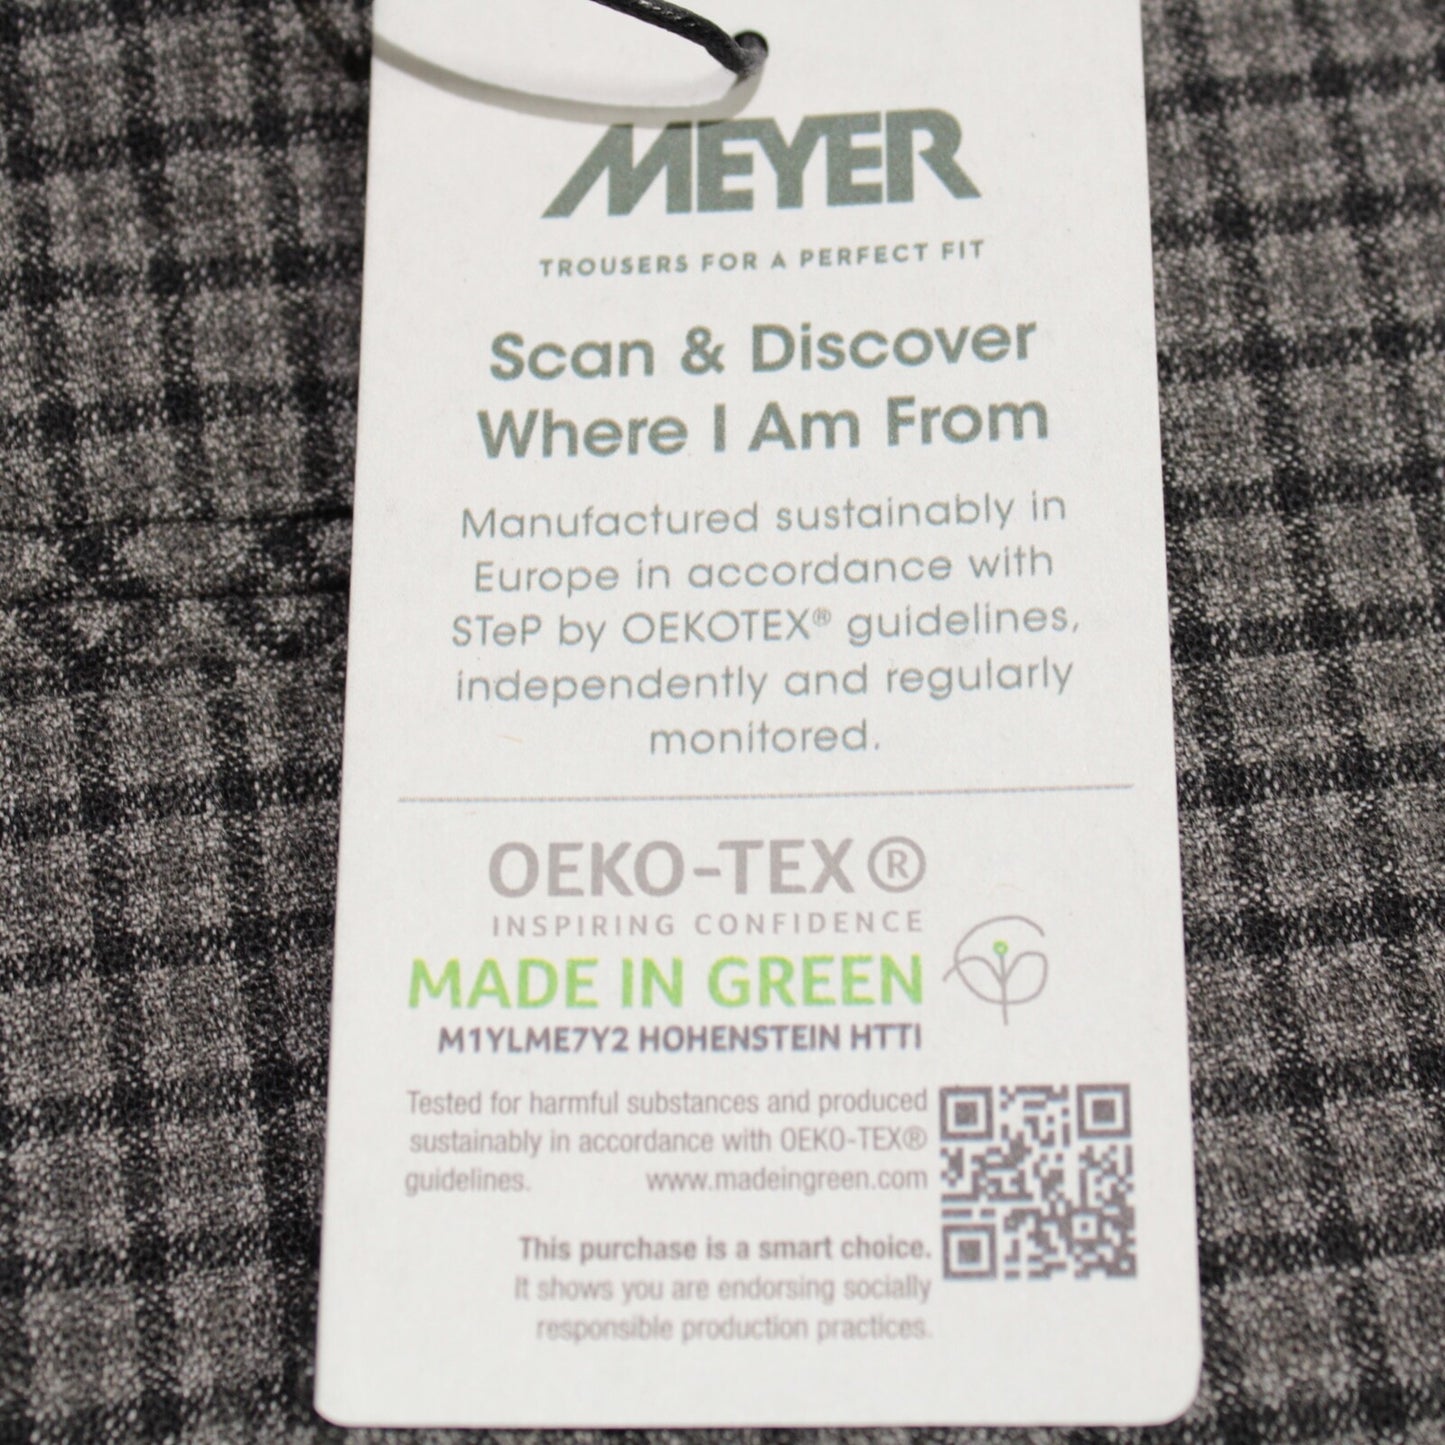 MEYER
TROUSERS FOR A PERFECT FIT
Scan & Discover
Where I Am From
Manufactured sustainably in
Europe in accordance with
STeP by OEKOTEX® guidelines,
independently and regularly
monitored.
OEKO-TEX®
INSPIRING CONFIDENCE
MADE IN GREEN
M1YLME7Y2 HOHENSTEIN HTTI
Tested for harmful substances and produced
sustainably in accordance with OEKO-TEX®
guidelines. www.madeingreen.com
This purchase is a smart choice.
It shows you are endorsing socially
responsible production practices.